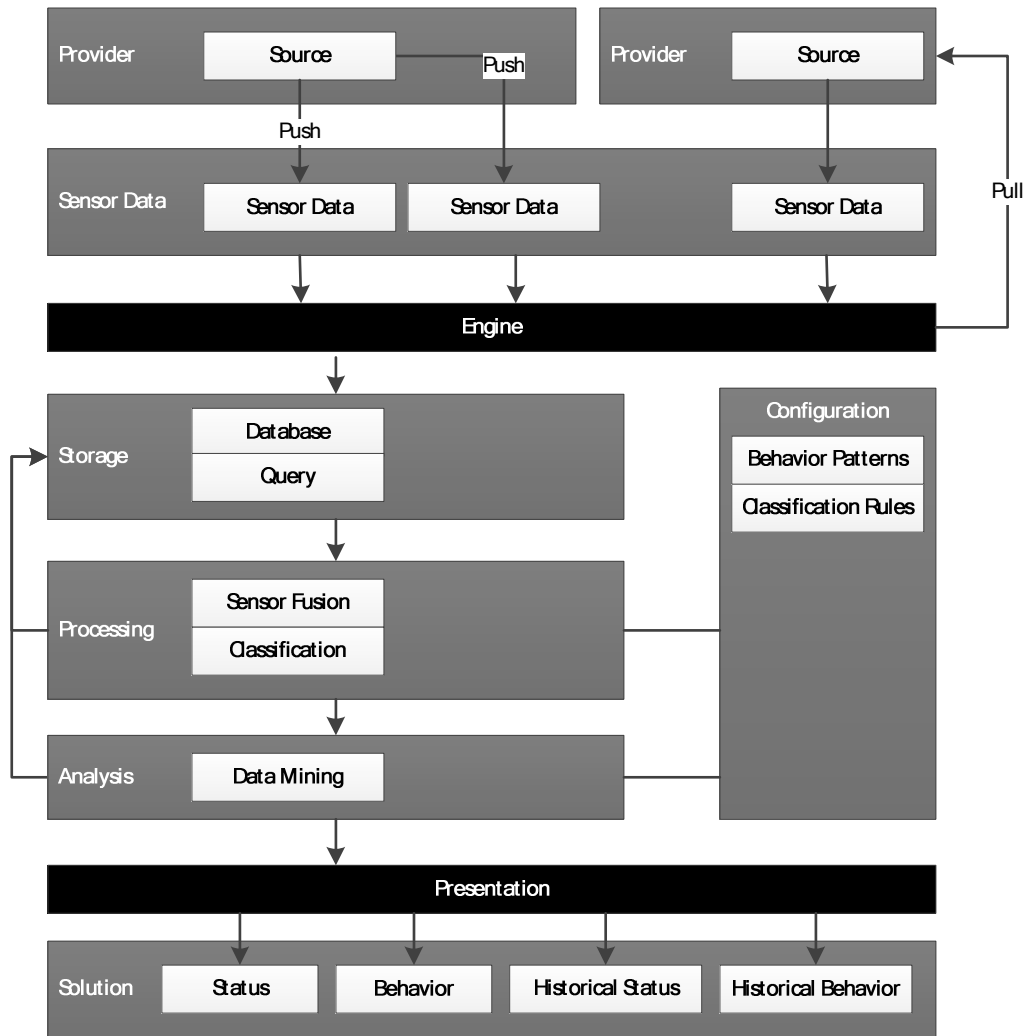 Provider
Source
Push
Push
Provider
Source
Pull
Sensor Data
Sensor Data
Sensor Data
Sensor Data
Engine
Storage
Database
Query
Configuration
Behavior Patterns
Classification Rules
Processing
Sensor Fusion
Classification
Analysis
Data Mining
Presentation
Solution
Status
Behavior
Historical Status
Historical Behavior